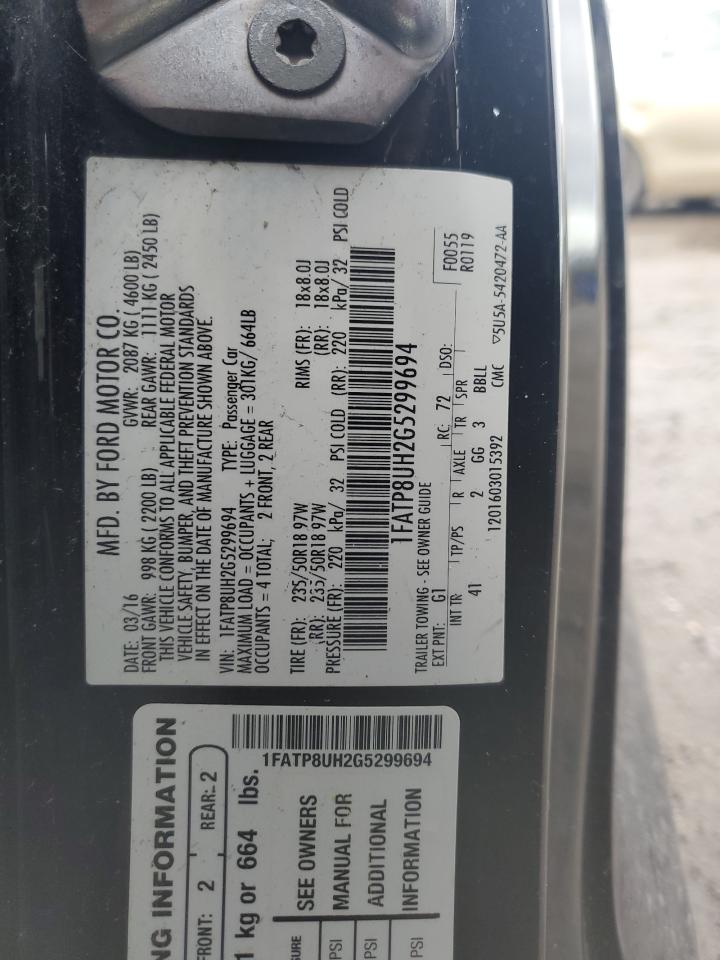 MFD. BY FORD MOTOR CO.
DATE: 03/16 GVWR: 2087 KG ( 4600 LB)
FRONT GAWR: 998 KG ( 2200 LB) REAR GAWR: 1111 KG ( 2450 LB)
THIS VEHICLE CONFORMS TO ALL APPLICABLE FEDERAL MOTOR
VEHICLE SAFETY, BUMPER, AND THEFT PREVENTION STANDARDS
IN EFFECT ON THE DATE OF MANUFACTURE SHOWN ABOVE.
VIN: 1FATP8UH2G5299694 TYPE: Passenger Car
MAXIMUM LOAD = OCCUPANTS + LUGGAGE = 301KG/ 664LB
OCCUPANTS = 4 TOTAL; 2 FRONT, 2 REAR
TIRE (FR): 235/50R18 97W RIMS (FR): 18x8.0J
(RR): 235/50R18 97W (RR): 18x8.0J
PRESSURE (FR): 220 kPa/ 32 PSI COLD (RR): 220 kPa/ 32 PSI COLD
1FATP8UH2G5299694
TRAILER TOWING - SEE OWNER GUIDE
EXT PNT: G1 RC: 72 DSO: F0055
R0119
INT TR TP/PS R AXLE TR SPR
41 2 GG 3 BBLL
1201603015392 CMC ▽5U5A-5420472-AA
NG INFORMATION
FRONT: 2 REAR: 2
1 kg or 664 lbs.
1FATP8UH2G5299694
SURE SEE OWNERS
PSI MANUAL FOR
PSI ADDITIONAL
PSI INFORMATION